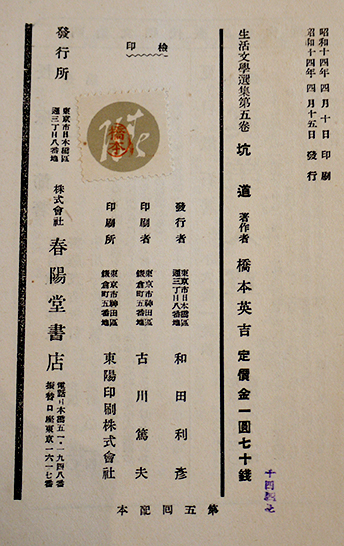 昭和十四年四月十日印刷
昭和十四年四月十五日發行
生活文學選集第五卷 坑道 著作者 橋本英吉 定價金一圓七十錢
檢印
橋本
發行者
東京市日本橋區
通三丁目八番地
和田利彥
印刷者
東京市神田區
鎌倉町五番地
古川篤夫
印刷所
東京市神田區
鎌倉町五番地
東陽印刷株式會社
發行所
東京市日本橋區
通三丁目八番地
株式會社 春陽堂書店
電話日本橋五一・一九四八番
振替口座東京一六一七番
第五回配本